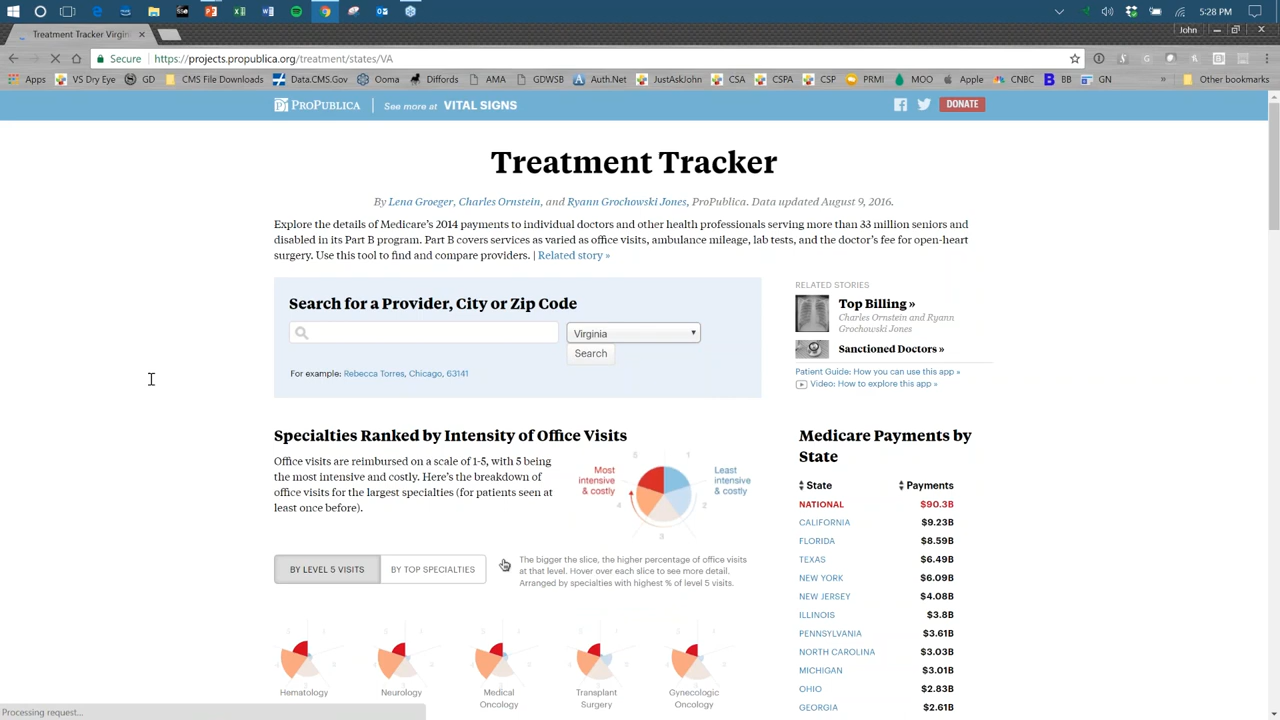 5:28 PM
Treatment Tracker Virgin
John
Secure
https://projects.propublica.org/treatment/states/VA
Apps
VS Dry Eye
GD
CMS File Downloads
Data.CMS.Gov
Ooma
Diffords
AMA
GDWSB
Auth.Net
JustAskJohn
CSA
CSPA
CSP
PRMI
MOO
Apple
CNBC
BB
GN
»
Other bookmarks
PROPUBLICA
See more at VITAL SIGNS
DONATE
Treatment Tracker
By Lena Groeger, Charles Ornstein, and Ryann Grochowski Jones, ProPublica. Data updated August 9, 2016.
Explore the details of Medicare's 2014 payments to individual doctors and other health professionals serving more than 33 million seniors and
disabled in its Part B program. Part B covers services as varied as office visits, ambulance mileage, lab tests, and the doctor's fee for open-heart
surgery. Use this tool to find and compare providers. | Related story »
Search for a Provider, City or Zip Code
Virginia
Search
For example: Rebecca Torres, Chicago, 63141
RELATED STORIES
Top Billing »
Charles Ornstein and Ryann
Grochowski Jones
Sanctioned Doctors »
Patient Guide: How you can use this app »
Video: How to explore this app »
Specialties Ranked by Intensity of Office Visits
Office visits are reimbursed on a scale of 1-5, with 5 being
the most intensive and costly. Here's the breakdown of
office visits for the largest specialties (for patients seen at
least once before).
Most
intensive
& costly
5
1
4
2
3
Least
intensive
& costly
BY LEVEL 5 VISITS
BY TOP SPECIALTIES
The bigger the slice, the higher percentage of office visits
at that level. Hover over each slice to see more detail.
Arranged by specialties with highest % of level 5 visits.
Hematology
Neurology
Medical
Oncology
Transplant
Surgery
Gynecologic
Oncology
Medicare Payments by
State
State Payments
NATIONAL $90.3B
CALIFORNIA $9.23B
FLORIDA $8.59B
TEXAS $6.49B
NEW YORK $6.09B
NEW JERSEY $4.08B
ILLINOIS $3.8B
PENNSYLVANIA $3.61B
NORTH CAROLINA $3.03B
MICHIGAN $3.01B
OHIO $2.83B
GEORGIA $2.61B
Processing request...